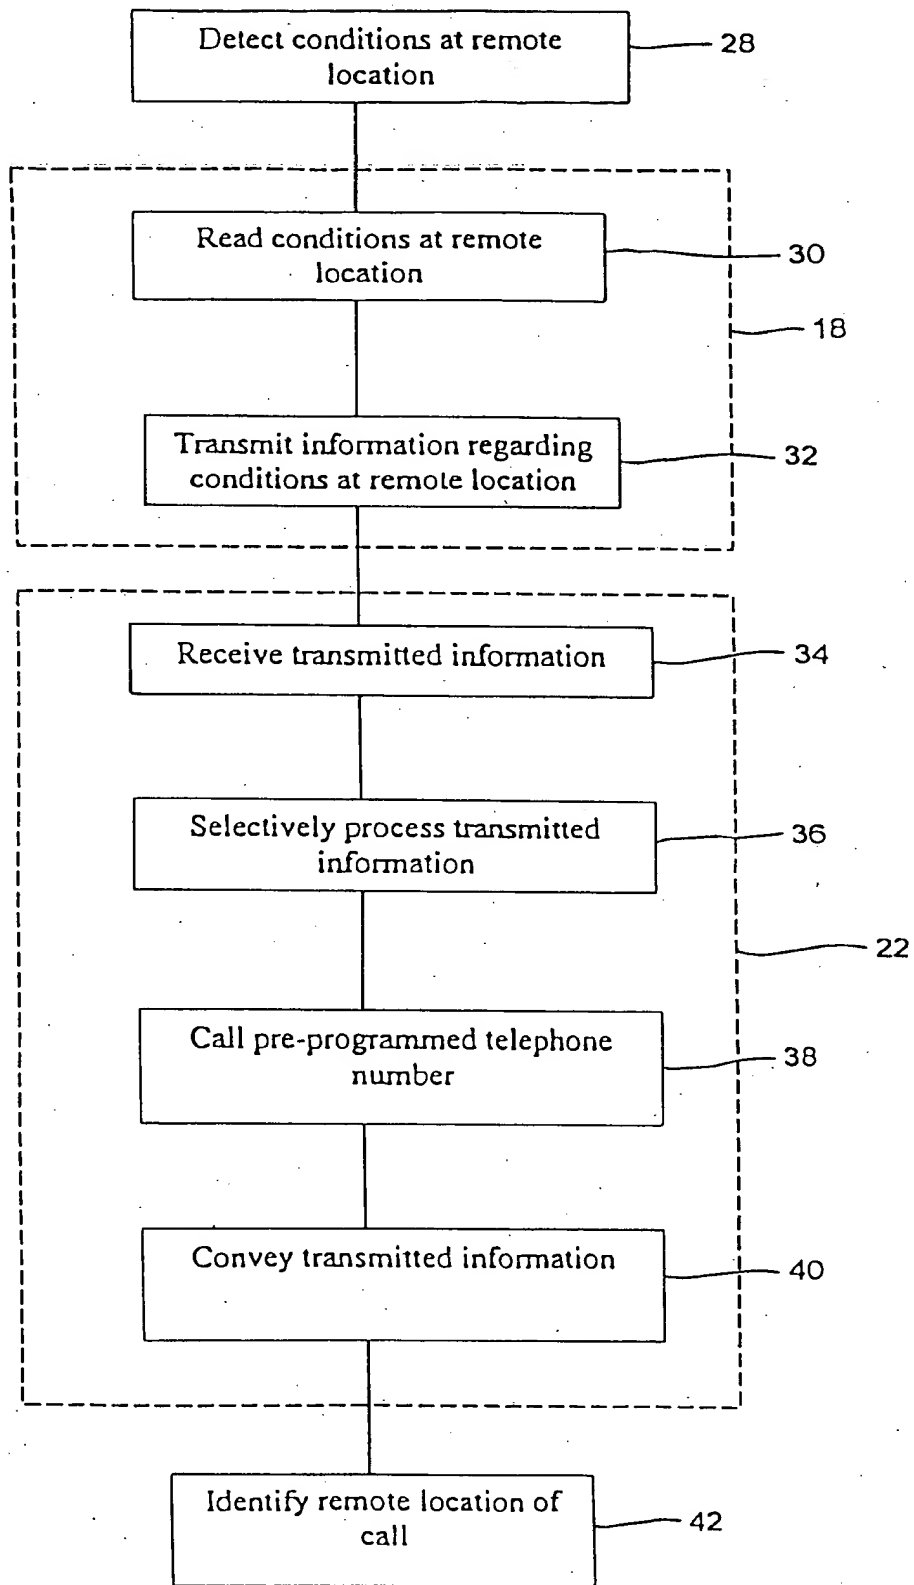 Detect conditions at remote
location
28
Read conditions at remote
location
30
18
Transmit information regarding
conditions at remote location
32
Receive transmitted information
34
Selectively process transmitted
information
36
22
Call pre-programmed telephone
number
38
Convey transmitted information
40
Identify remote location of
call
42